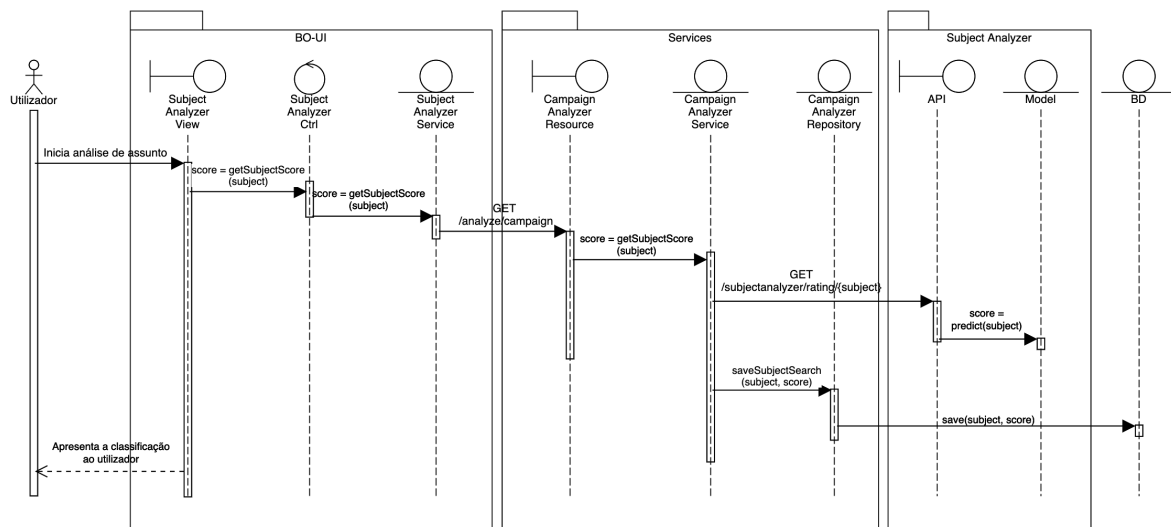 BO-UI
Services
Subject Analyzer
Utilizador
Subject
Analyzer
View
Subject
Analyzer
Ctrl
Subject
Analyzer
Service
Campaign
Analyzer
Resource
Campaign
Analyzer
Service
Campaign
Analyzer
Repository
API
Model
BD
Inicia análise de assunto
score = getSubjectScore
(subject)
score = getSubjectScore
(subject)
GET
/analyze/campaign
score = getSubjectScore
(subject)
GET
/subjectanalyzer/rating/{subject}
score =
predict(subject)
saveSubjectSearch
(subject, score)
save(subject, score)
Apresenta a classificação
ao utilizador